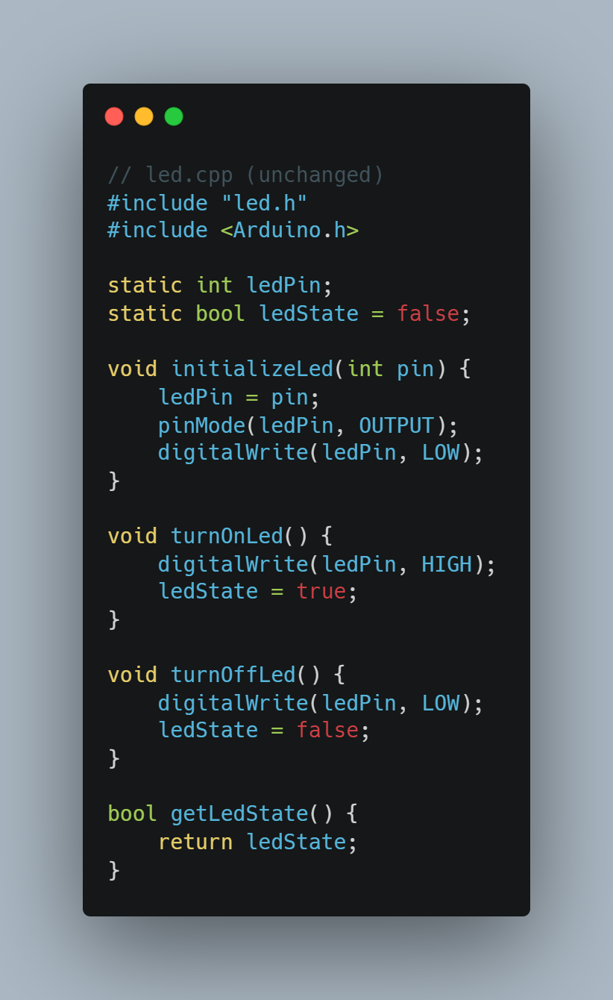 // led.cpp (unchanged)
#include "led.h"
#include <Arduino.h>

static int ledPin;
static bool ledState = false;

void initializeLed(int pin) {
    ledPin = pin;
    pinMode(ledPin, OUTPUT);
    digitalWrite(ledPin, LOW);
}

void turnOnLed() {
    digitalWrite(ledPin, HIGH);
    ledState = true;
}

void turnOffLed() {
    digitalWrite(ledPin, LOW);
    ledState = false;
}

bool getLedState() {
    return ledState;
}